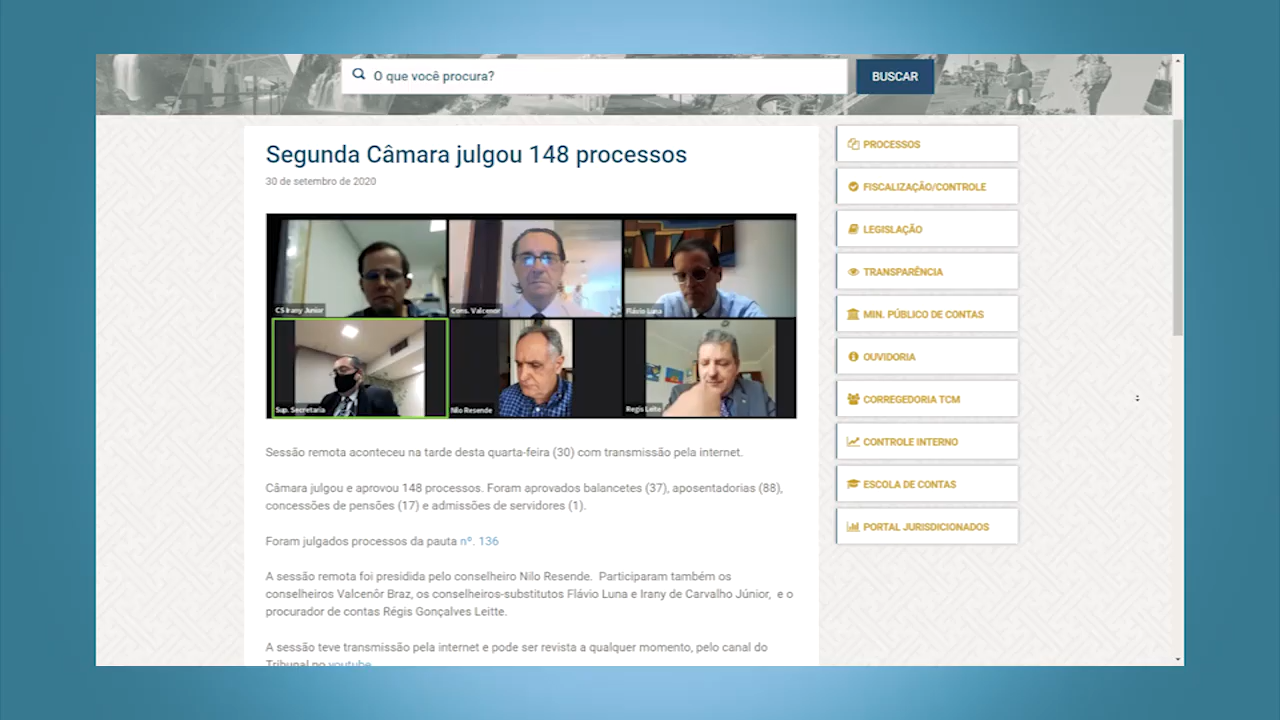 O que você procura?
BUSCAR
Segunda Câmara julgou 148 processos
30 de setembro de 2020
CS Irany Junior
Cons. Valcenor
Flávio Luna
Sup. Secretaria
Nilo Resende
Regis Leite
Sessão remota aconteceu na tarde desta quarta-feira (30) com transmissão pela internet.
Câmara julgou e aprovou 148 processos. Foram aprovados balancetes (37), aposentadorias (88),
concessões de pensões (17) e admissões de servidores (1).
Foram julgados processos da pauta nº. 136
A sessão remota foi presidida pelo conselheiro Nilo Resende. Participaram também os
conselheiros Valcenôr Braz, os conselheiros-substitutos Flávio Luna e Irany de Carvalho Júnior, e o
procurador de contas Régis Gonçalves Leitte.
A sessão teve transmissão pela internet e pode ser revista a qualquer momento, pelo canal do
Tribunal no youtube
PROCESSOS
FISCALIZAÇÃO/CONTROLE
LEGISLAÇÃO
TRANSPARÊNCIA
MIN. PÚBLICO DE CONTAS
OUVIDORIA
CORREGEDORIA TCM
CONTROLE INTERNO
ESCOLA DE CONTAS
PORTAL JURISDICIONADOS